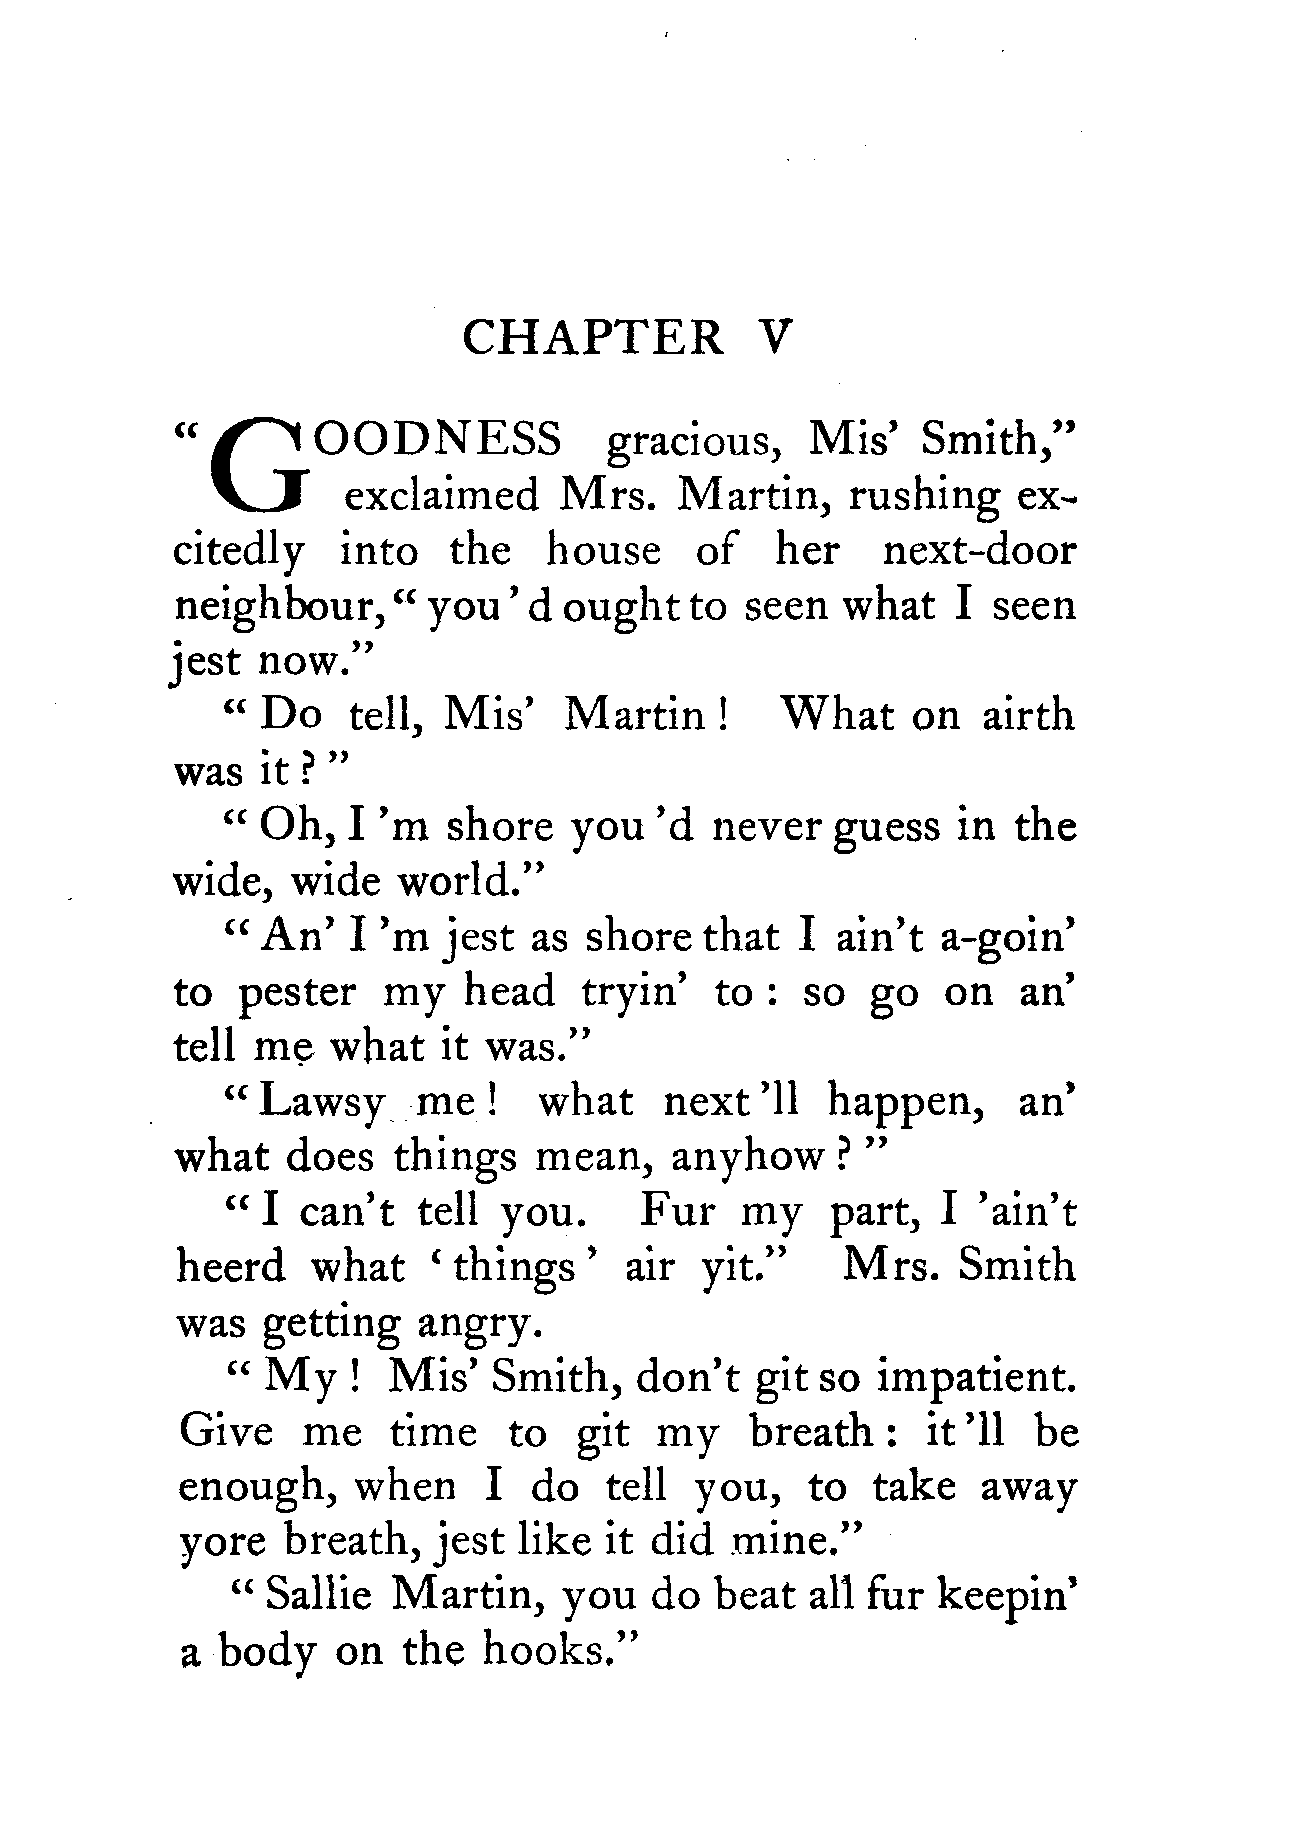 CHAPTER V
"GOODNESS gracious, Mis' Smith,"
exclaimed Mrs. Martin, rushing ex-
citedly into the house of her next-door
neighbour, "you 'd ought to seen what I seen
jest now."
"Do tell, Mis' Martin! What on airth
was it?"
"Oh, I 'm shore you 'd never guess in the
wide, wide world."
"An' I 'm jest as shore that I ain't a-goin'
to pester my head tryin' to: so go on an'
tell me what it was."
"Lawsy me! what next 'll happen, an'
what does things mean, anyhow?"
"I can't tell you. Fur my part, I 'ain't
heerd what 'things' air yit." Mrs. Smith
was getting angry.
"My! Mis' Smith, don't git so impatient.
Give me time to git my breath: it 'll be
enough, when I do tell you, to take away
yore breath, jest like it did mine."
"Sallie Martin, you do beat all fur keepin'
a body on the hooks."